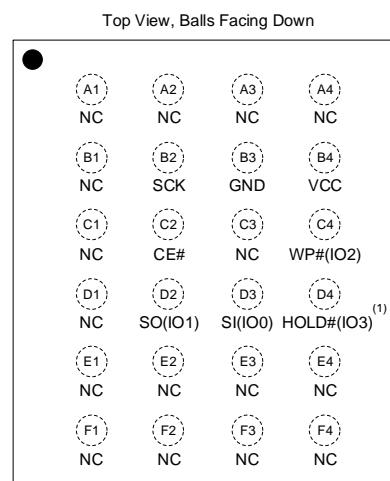 Top View, Balls Facing Down
A1 A2 A3 A4
NC NC NC NC
B1 B2 B3 B4
NC SCK GND VCC
C1 C2 C3 C4
NC CE# NC WP#(IO2)
D1 D2 D3 D4
NC SO(IO1) SI(IO0) HOLD#(IO3)(1)
E1 E2 E3 E4
NC NC NC NC
F1 F2 F3 F4
NC NC NC NC